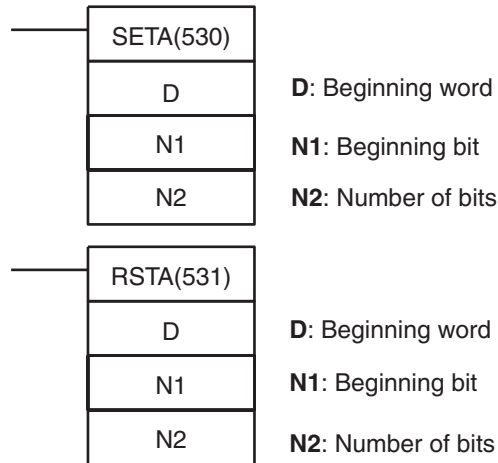 SETA(530)
D
D: Beginning word
N1
N1: Beginning bit
N2
N2: Number of bits
RSTA(531)
D
D: Beginning word
N1
N1: Beginning bit
N2
N2: Number of bits